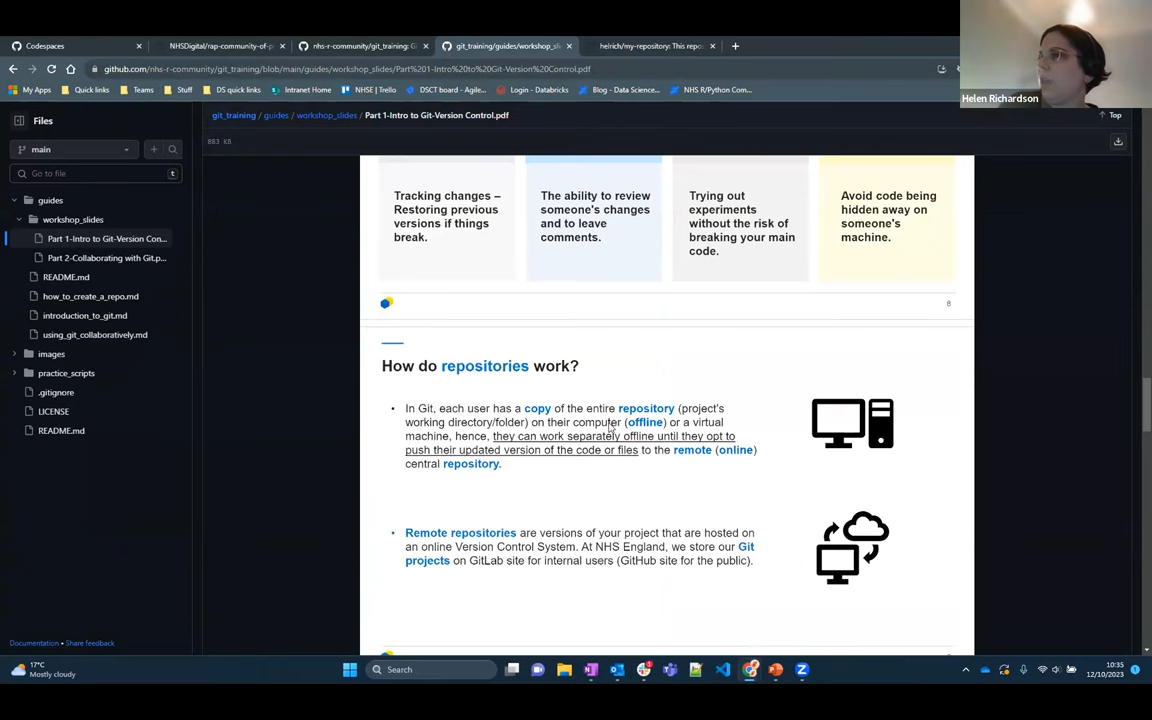 Codespaces
NHSDigital/rap-community-of-p
nhs-r-community/git_training: G
git_training/guides/workshop_sli
helrich/my-repository: This repo
github.com/nhs-r-community/git_training/blob/main/guides/workshop_slides/Part%201-Intro%20to%20Git-Version%20Control.pdf
My Apps
Quick links
Teams
Stuff
DS quick links
Intranet Home
NHSE | Trello
DSCT board - Agile...
Login - Databricks
Blog - Data Science...
NHS R/Python Com...
Helen Richardson
Files
git_training / guides / workshop_slides / Part 1-Intro to Git-Version Control.pdf
Top
883 KB
main
Go to file
t
guides
workshop_slides
Part 1-Intro to Git-Version Con...
Part 2-Collaborating with Git.p...
README.md
how_to_create_a_repo.md
introduction_to_git.md
using_git_collaboratively.md
images
practice_scripts
.gitignore
LICENSE
README.md
Documentation • Share feedback
Tracking changes –
Restoring previous
versions if things
break.
The ability to review
someone's changes
and to leave
comments.
Trying out
experiments
without the risk of
breaking your main
code.
Avoid code being
hidden away on
someone's
machine.
8
How do repositories work?
• In Git, each user has a copy of the entire repository (project's
working directory/folder) on their computer (offline) or a virtual
machine, hence, they can work separately offline until they opt to
push their updated version of the code or files to the remote (online)
central repository.
• Remote repositories are versions of your project that are hosted on
an online Version Control System. At NHS England, we store our Git
projects on GitLab site for internal users (GitHub site for the public).
17°C
Mostly cloudy
Search
10:35
12/10/2023